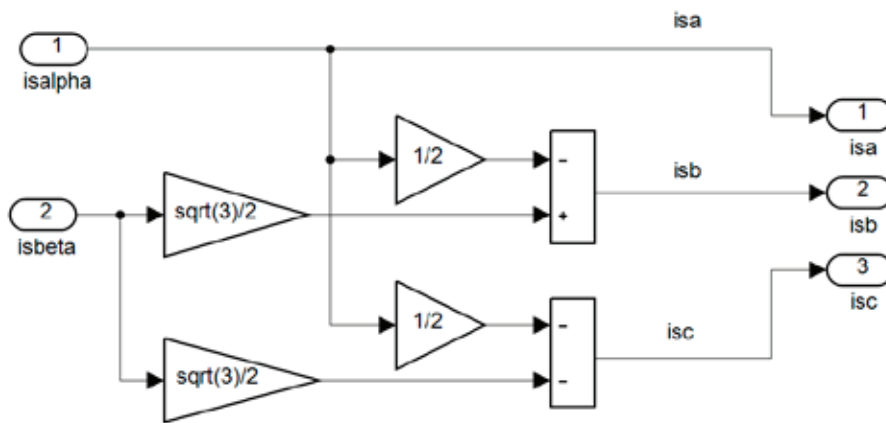 isa
1
isalpha
1
isa
1/2
-
isb
2
isb
2
isbeta
sqrt(3)/2
+
3
isc
1/2
-
isc
sqrt(3)/2
-